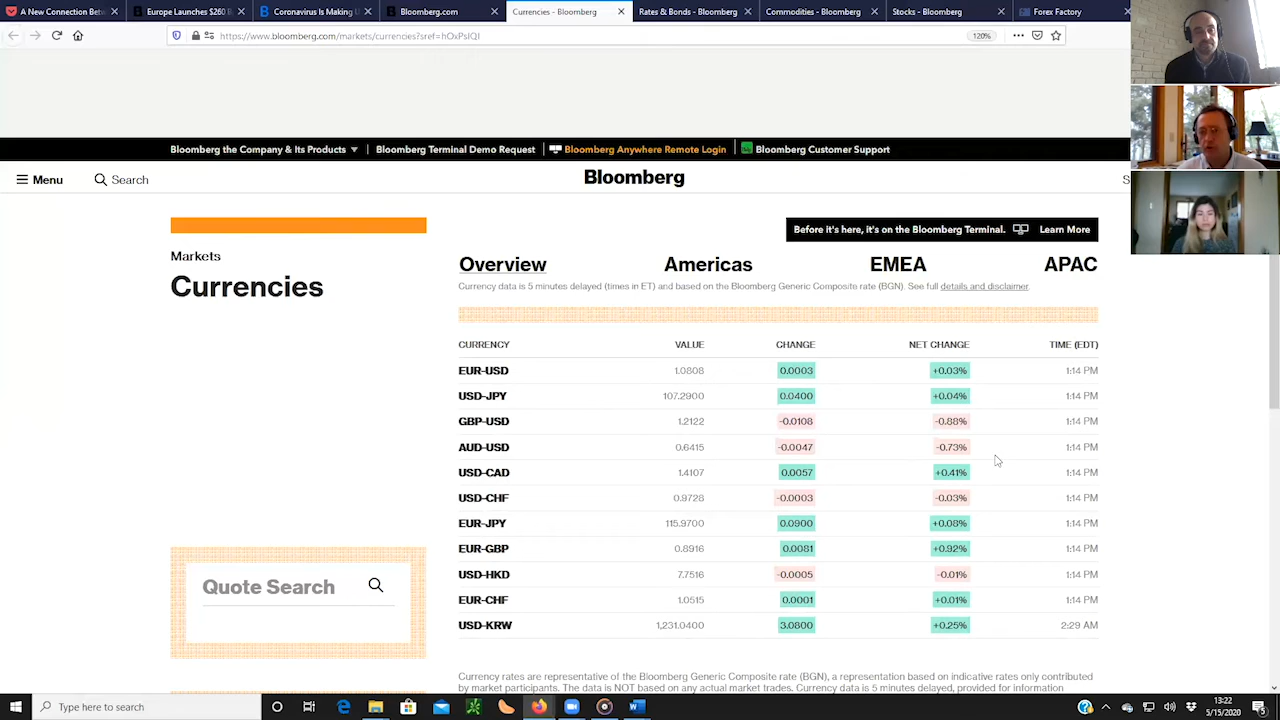 A New Connection Betw
Europe Launches $260 B
Coronavirus Is Making U
Bloomberg.com
Currencies - Bloomberg
Rates & Bonds - Bloomberg
Commodities - Bloomberg
Stocks - Bloomberg
https://www.bloomberg.com/markets/currencies?sref=hOxPsIQI
120%
Bloomberg the Company & Its Products
Bloomberg Terminal Demo Request
Bloomberg Anywhere Remote Login
Bloomberg Customer Support
Menu
Search
Bloomberg
S
Before it's here, it's on the Bloomberg Terminal. Learn More
Markets
Currencies
Overview Americas EMEA APAC
Currency data is 5 minutes delayed (times in ET) and based on the Bloomberg Generic Composite rate (BGN). See full details and disclaimer.
CURRENCY VALUE CHANGE NET CHANGE TIME (EDT)
EUR-USD 1.0808 0.0003 +0.03% 1:14 PM
USD-JPY 107.2900 0.0400 +0.04% 1:14 PM
GBP-USD 1.2122 -0.0108 -0.88% 1:14 PM
AUD-USD 0.6415 -0.0047 -0.73% 1:14 PM
USD-CAD 1.4107 0.0057 +0.41% 1:14 PM
USD-CHF 0.9728 -0.0003 -0.03% 1:14 PM
EUR-JPY 115.9700 0.0900 +0.08% 1:14 PM
EUR-GBP 0.8916 0.0081 +0.92% 1:14 PM
USD-HKD 7.7516 -0.0005 -0.01% 1:14 PM
EUR-CHF 1.0515 0.0001 +0.01% 1:14 PM
USD-KRW 1,231.0400 3.0800 +0.25% 2:29 AM
Quote Search
Currency rates are representative of the Bloomberg Generic Composite rate (BGN), a representation based on indicative rates only contributed
by market participants. The data is NOT based on any actual market trades. Currency data is 5 minutes delayed, provided for information
Type here to search
13:22
5/15/2020